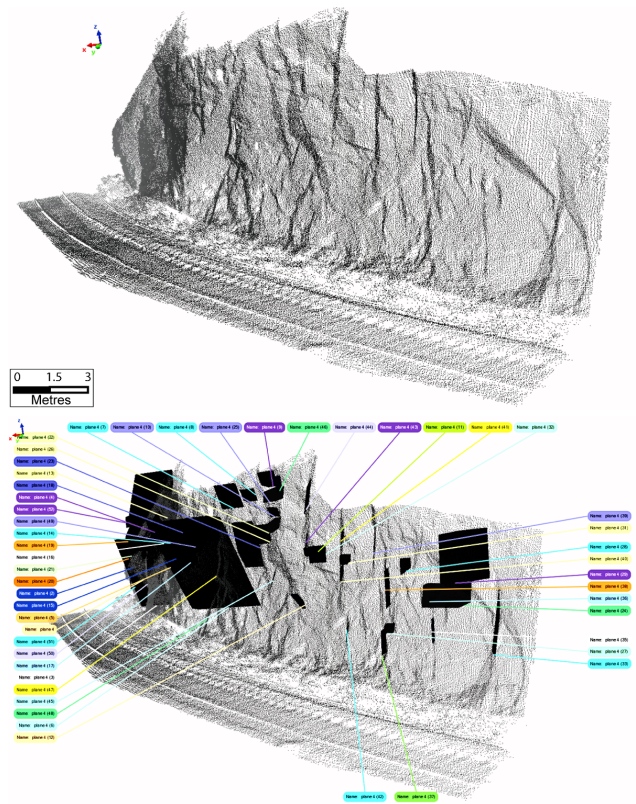 z
x
y
0 1.5 3
Metres
Name: plane 4 (7)
Name: plane 4 (10)
Name: plane 4 (8)
Name: plane 4 (25)
Name: plane 4 (9)
Name: plane 4 (46)
Name: plane 4 (44)
Name: plane 4 (43)
Name: plane 4 (11)
Name: plane 4 (41)
Name: plane 4 (32)
Name: plane 4 (22)
Name: plane 4 (26)
Name: plane 4 (23)
Name: plane 4 (13)
Name: plane 4 (18)
Name: plane 4 (4)
Name: plane 4 (50)
Name: plane 4 (49)
Name: plane 4 (14)
Name: plane 4 (19)
Name: plane 4 (16)
Name: plane 4 (21)
Name: plane 4 (20)
Name: plane 4 (2)
Name: plane 4 (15)
Name: plane 4 (5)
Name: plane 4
Name: plane 4 (51)
Name: plane 4 (17)
Name: plane 4 (3)
Name: plane 4 (47)
Name: plane 4 (45)
Name: plane 4 (48)
Name: plane 4 (6)
Name: plane 4 (12)
Name: plane 4 (31)
Name: plane 4 (28)
Name: plane 4 (40)
Name: plane 4 (29)
Name: plane 4 (38)
Name: plane 4 (36)
Name: plane 4 (34)
Name: plane 4 (35)
Name: plane 4 (27)
Name: plane 4 (33)
Name: plane 4 (42)
Name: plane 4 (37)